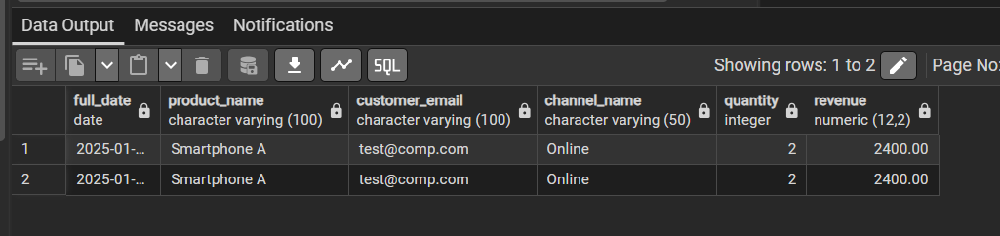 Data Output Messages Notifications
SQL Showing rows: 1 to 2 Page No:
full_date product_name customer_email channel_name quantity revenue
date character varying (100) character varying (100) character varying (50) integer numeric (12,2)
1 2025-01-... Smartphone A test@comp.com Online 2 2400.00
2 2025-01-... Smartphone A test@comp.com Online 2 2400.00